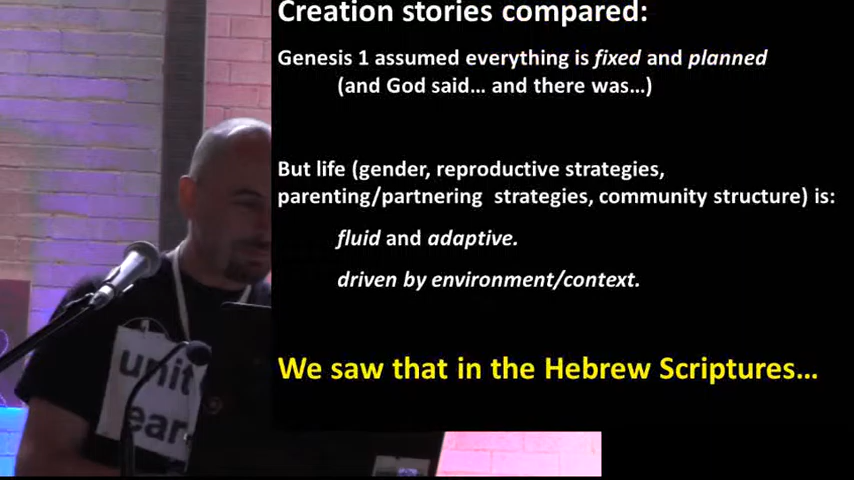 Creation stories compared:
Genesis 1 assumed everything is fixed and planned
(and God said... and there was...)
But life (gender, reproductive strategies,
parenting/partnering strategies, community structure) is:
fluid and adaptive.
driven by environment/context.
We saw that in the Hebrew Scriptures...
unit
ear